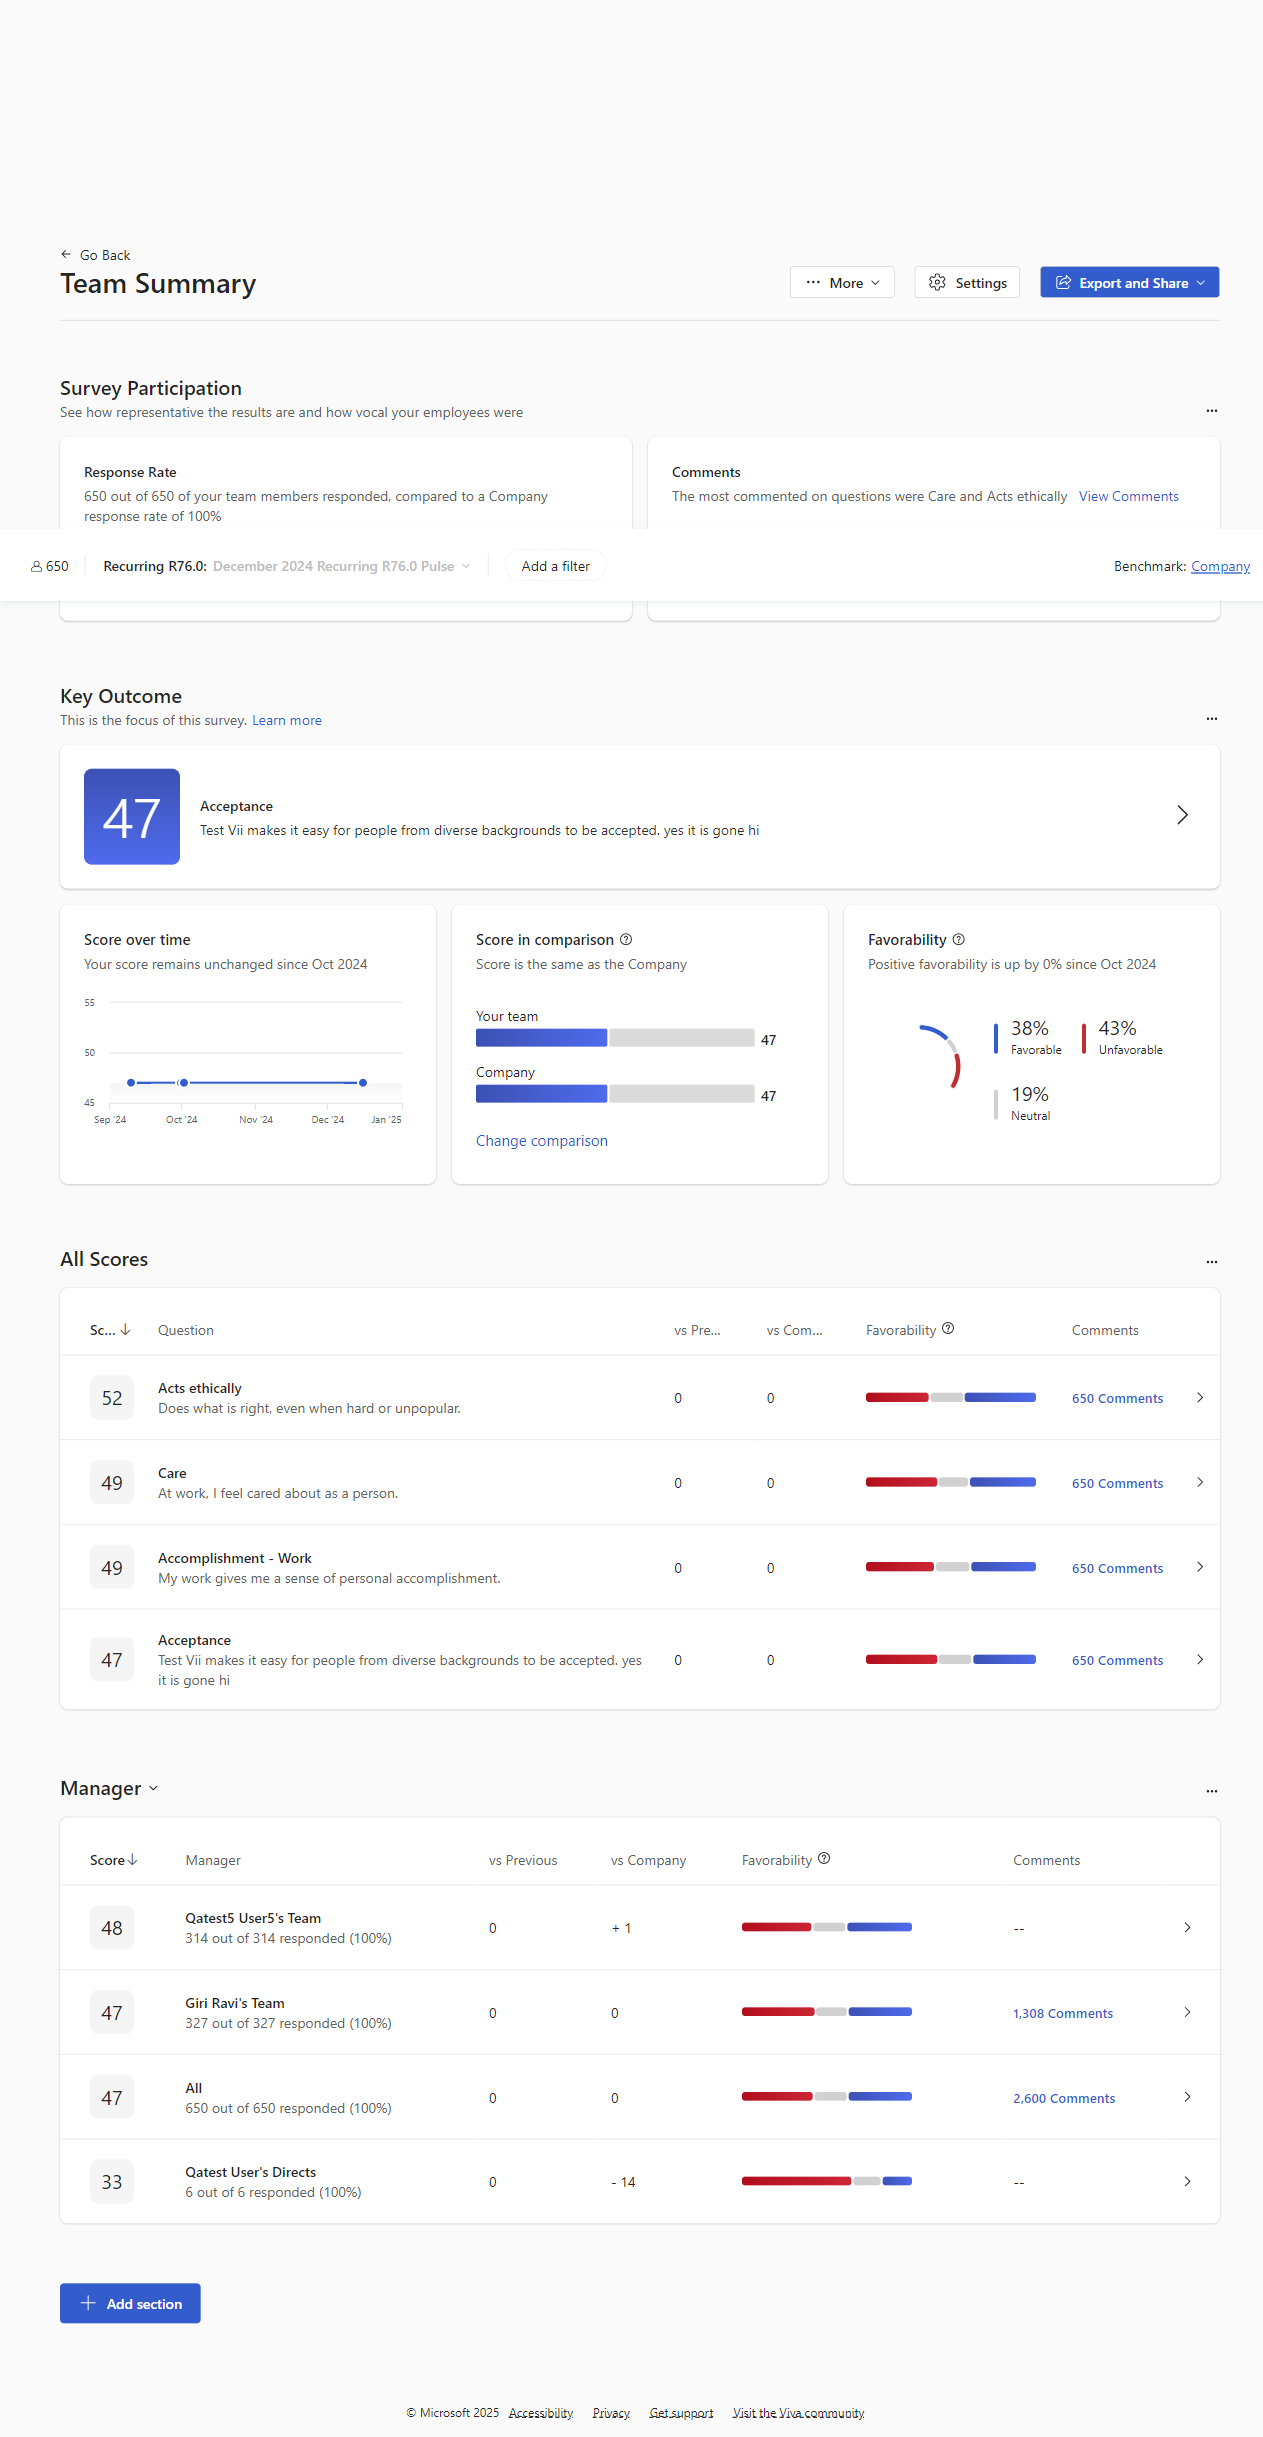 Go Back
Team Summary
More
Settings
Export and Share
Survey Participation
See how representative the results are and how vocal your employees were
Response Rate
650 out of 650 of your team members responded, compared to a Company
response rate of 100%
Comments
The most commented on questions were Care and Acts ethically View Comments
650
Recurring R76.0: December 2024 Recurring R76.0 Pulse
Add a filter
Benchmark: Company
Key Outcome
This is the focus of this survey. Learn more
47
Acceptance
Test Vii makes it easy for people from diverse backgrounds to be accepted. yes it is gone hi
Score over time
Your score remains unchanged since Oct 2024
55
50
45
Sep '24 Oct '24 Nov '24 Dec '24 Jan '25
Score in comparison
Score is the same as the Company
Your team
47
Company
47
Change comparison
Favorability
Positive favorability is up by 0% since Oct 2024
38%
Favorable
43%
Unfavorable
19%
Neutral
All Scores
Sc... Question vs Pre... vs Com... Favorability Comments
52
Acts ethically
Does what is right, even when hard or unpopular.
0 0 650 Comments
49
Care
At work, I feel cared about as a person.
0 0 650 Comments
49
Accomplishment - Work
My work gives me a sense of personal accomplishment.
0 0 650 Comments
47
Acceptance
Test Vii makes it easy for people from diverse backgrounds to be accepted. yes
it is gone hi
0 0 650 Comments
Manager
Score Manager vs Previous vs Company Favorability Comments
48
Qatest5 User5's Team
314 out of 314 responded (100%)
0 + 1 --
47
Giri Ravi's Team
327 out of 327 responded (100%)
0 0 1,308 Comments
47
All
650 out of 650 responded (100%)
0 0 2,600 Comments
33
Qatest User's Directs
6 out of 6 responded (100%)
0 - 14 --
Add section
© Microsoft 2025 Accessibility Privacy Get support Visit the Viva community